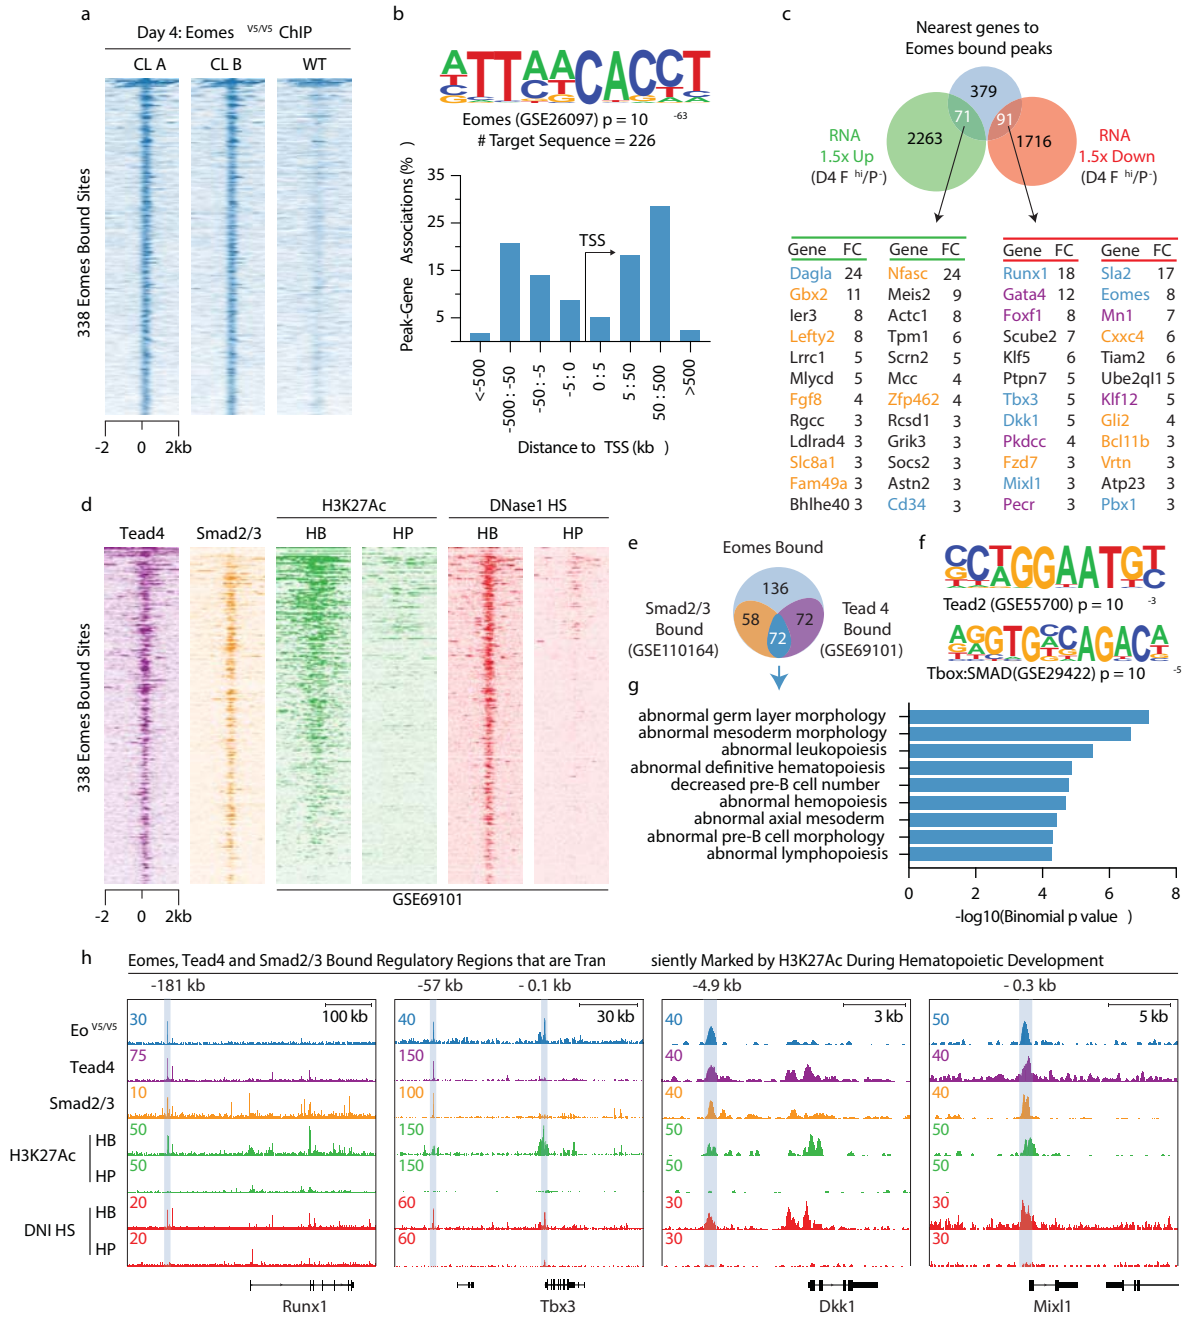 a
Day 4: Eomes V5/V5 ChIP
CL A CL B WT
338 Eomes Bound Sites
-2 0 2kb
b
ATTAACACCT
Eomes (GSE26097) p = 10 -63
# Target Sequence = 226
Peak-Gene Associations (% )
35
15
5
TSS
<-500
-500 : -50
-50 : -5
-5 : 0
0 : 5
5 : 50
50 : 500
>500
Distance to TSS (kb )
c
Nearest genes to
Eomes bound peaks
379
71 91
2263 1716
RNA
1.5x Up
(D4 F hi/P-)
RNA
1.5x Down
(D4 F hi/P-)
Gene FC Gene FC
Dagla 24 Nfasc 24
Gbx2 11 Meis2 9
Ier3 8 Actc1 8
Lefty2 8 Tpm1 6
Lrrc1 5 Scrn2 5
Mlycd 5 Mcc 4
Fgf8 4 Zfp462 4
Rgcc 3 Rcsd1 3
Ldlrad4 3 Grik3 3
Slc8a1 3 Socs2 3
Fam49a 3 Astn2 3
Bhlhe40 3 Cd34 3
Gene FC Gene FC
Runx1 18 Sla2 17
Gata4 12 Eomes 8
Foxf1 8 Mn1 7
Scube2 7 Cxxc4 6
Klf5 6 Tiam2 6
Ptpn7 5 Ube2ql1 5
Tbx3 5 Klf12 5
Dkk1 5 Gli2 4
Pkdcc 4 Bcl11b 3
Fzd7 3 Vrtn 3
Mixl1 3 Atp23 3
Pecr 3 Pbx1 3
d
H3K27Ac DNase1 HS
Tead4 Smad2/3 HB HP HB HP
338 Eomes Bound Sites
-2 0 2kb
GSE69101
e
Eomes Bound
136
58 72
72
Smad2/3
Bound
(GSE110164)
Tead 4
Bound
(GSE69101)
f
CCTGGAATGT
Tead2 (GSE55700) p = 10 -3
AGGTGCCAGACA
Tbox:SMAD(GSE29422) p = 10 -5
g
abnormal germ layer morphology
abnormal mesoderm morphology
abnormal leukopoiesis
abnormal definitive hematopoiesis
decreased pre-B cell number
abnormal hemopoiesis
abnormal axial mesoderm
abnormal pre-B cell morphology
abnormal lymphopoiesis
0 2 4 6 8
-log10(Binomial p value )
h
Eomes, Tead4 and Smad2/3 Bound Regulatory Regions that are Tran siently Marked by H3K27Ac During Hematopoietic Development
-181 kb -57 kb - 0.1 kb -4.9 kb - 0.3 kb
100 kb 30 kb 3 kb 5 kb
Eo V5/V5 30 40 40 50
Tead4 75 150 40 40
Smad2/3 10 100 40 40
H3K27Ac
HB 50 150 50 50
HP 50 150 50 50
DNI HS
HB 20 60 30 30
HP 20 60 30 30
Runx1 Tbx3 Dkk1 Mixl1